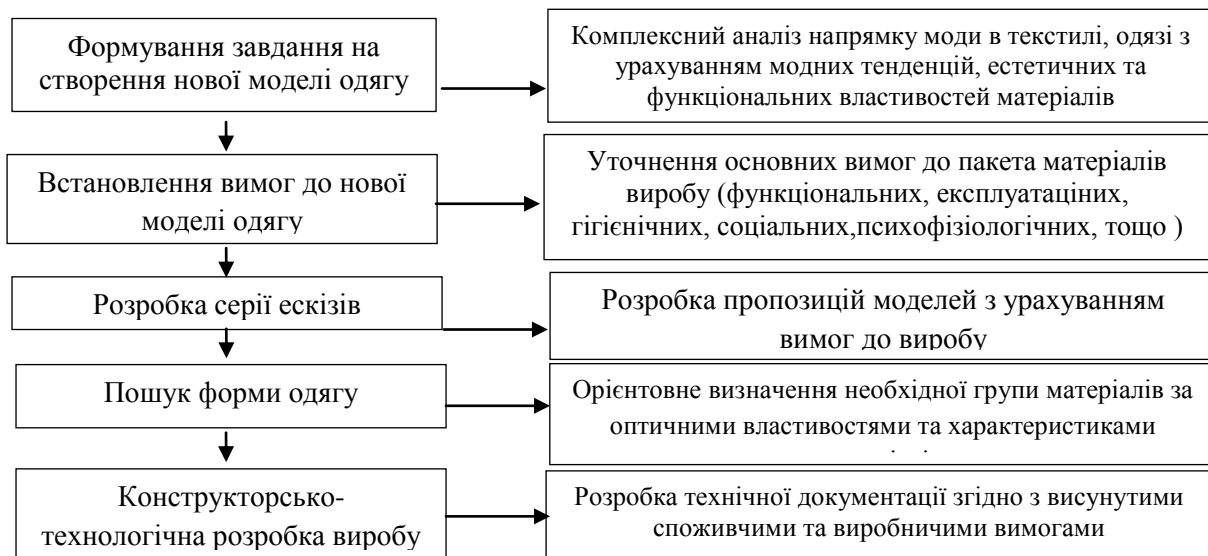 Формування завдання на
створення нової моделі одягу
Комплексний аналіз напрямку моди в текстилі, одязі з
урахуванням модних тенденцій, естетичних та
функціональних властивостей матеріалів
Встановлення вимог до нової
моделі одягу
Уточнення основних вимог до пакета матеріалів
виробу (функціональних, експлуатаціних,
гігієнічних, соціальних,психофізіологічних, тощо )
Розробка серії ескізів
Розробка пропозицій моделей з урахуванням
вимог до виробу
Пошук форми одягу
Орієнтовне визначення необхідної групи матеріалів за
оптичними властивостями та характеристиками
Конструкторсько-
технологічна розробка виробу
Розробка технічної документації згідно з висунутими
споживчими та виробничими вимогами